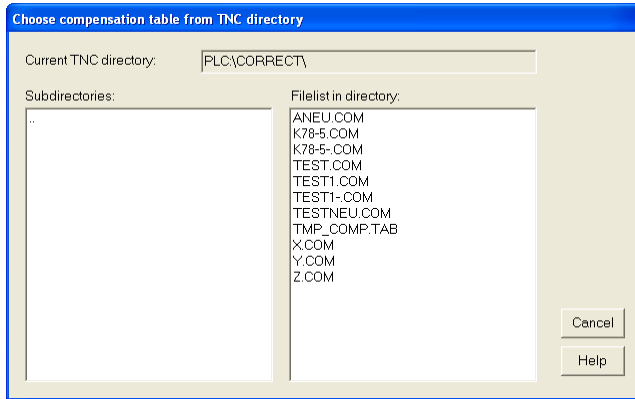 Choose compensation table from TNC directory
Current TNC directory: PLC:\CORRECT\
Subdirectories:
..
Filelist in directory:
ANEU.COM
K78-5.COM
K78-5-.COM
TEST.COM
TEST1.COM
TEST1-.COM
TESTNEU.COM
TMP_COMP.TAB
X.COM
Y.COM
Z.COM
Cancel
Help